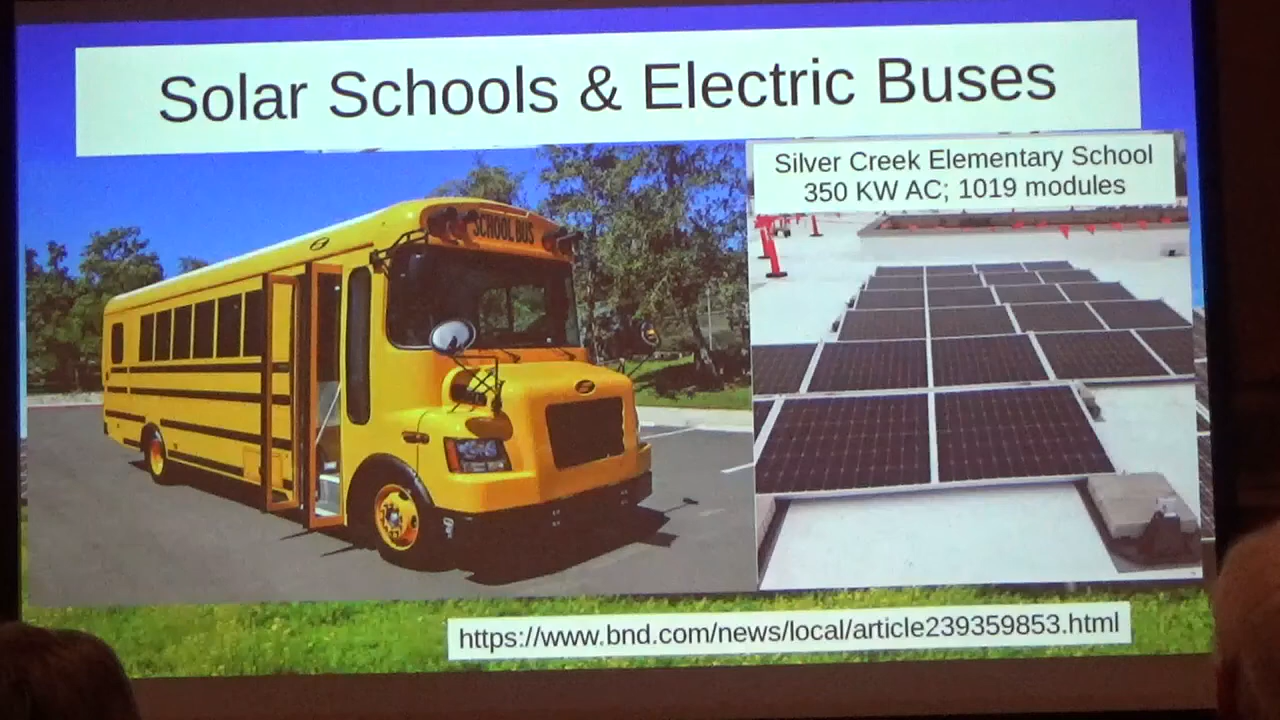 Solar Schools & Electric Buses
SCHOOL BUS
Silver Creek Elementary School
350 KW AC; 1019 modules
https://www.bnd.com/news/local/article239359853.html